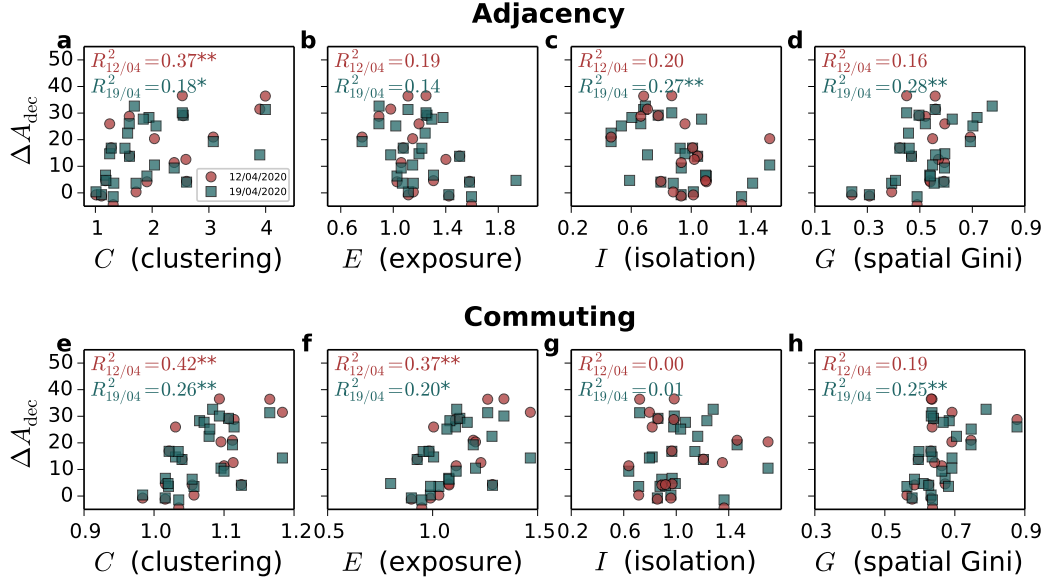 Adjacency
a
b
c
d
R²12/04=0.37**
R²19/04=0.18*
R²12/04=0.19
R²19/04=0.14
R²12/04=0.20
R²19/04=0.27**
R²12/04=0.16
R²19/04=0.28**
ΔAdec
50
40
30
20
10
0
12/04/2020
19/04/2020
1 2 3 4
0.6 1.0 1.4 1.8
0.2 0.6 1.0 1.4
0.1 0.3 0.5 0.7 0.9
C (clustering)
E (exposure)
I (isolation)
G (spatial Gini)
Commuting
e
f
g
h
R²12/04=0.42**
R²19/04=0.26**
R²12/04=0.37**
R²19/04=0.20*
R²12/04=0.00
R²19/04=0.01
R²12/04=0.19
R²19/04=0.25**
ΔAdec
50
40
30
20
10
0
0.9 1.0 1.1 1.2
0.5 1.0 1.5
0.2 0.6 1.0 1.4
0.3 0.5 0.7 0.9
C (clustering)
E (exposure)
I (isolation)
G (spatial Gini)